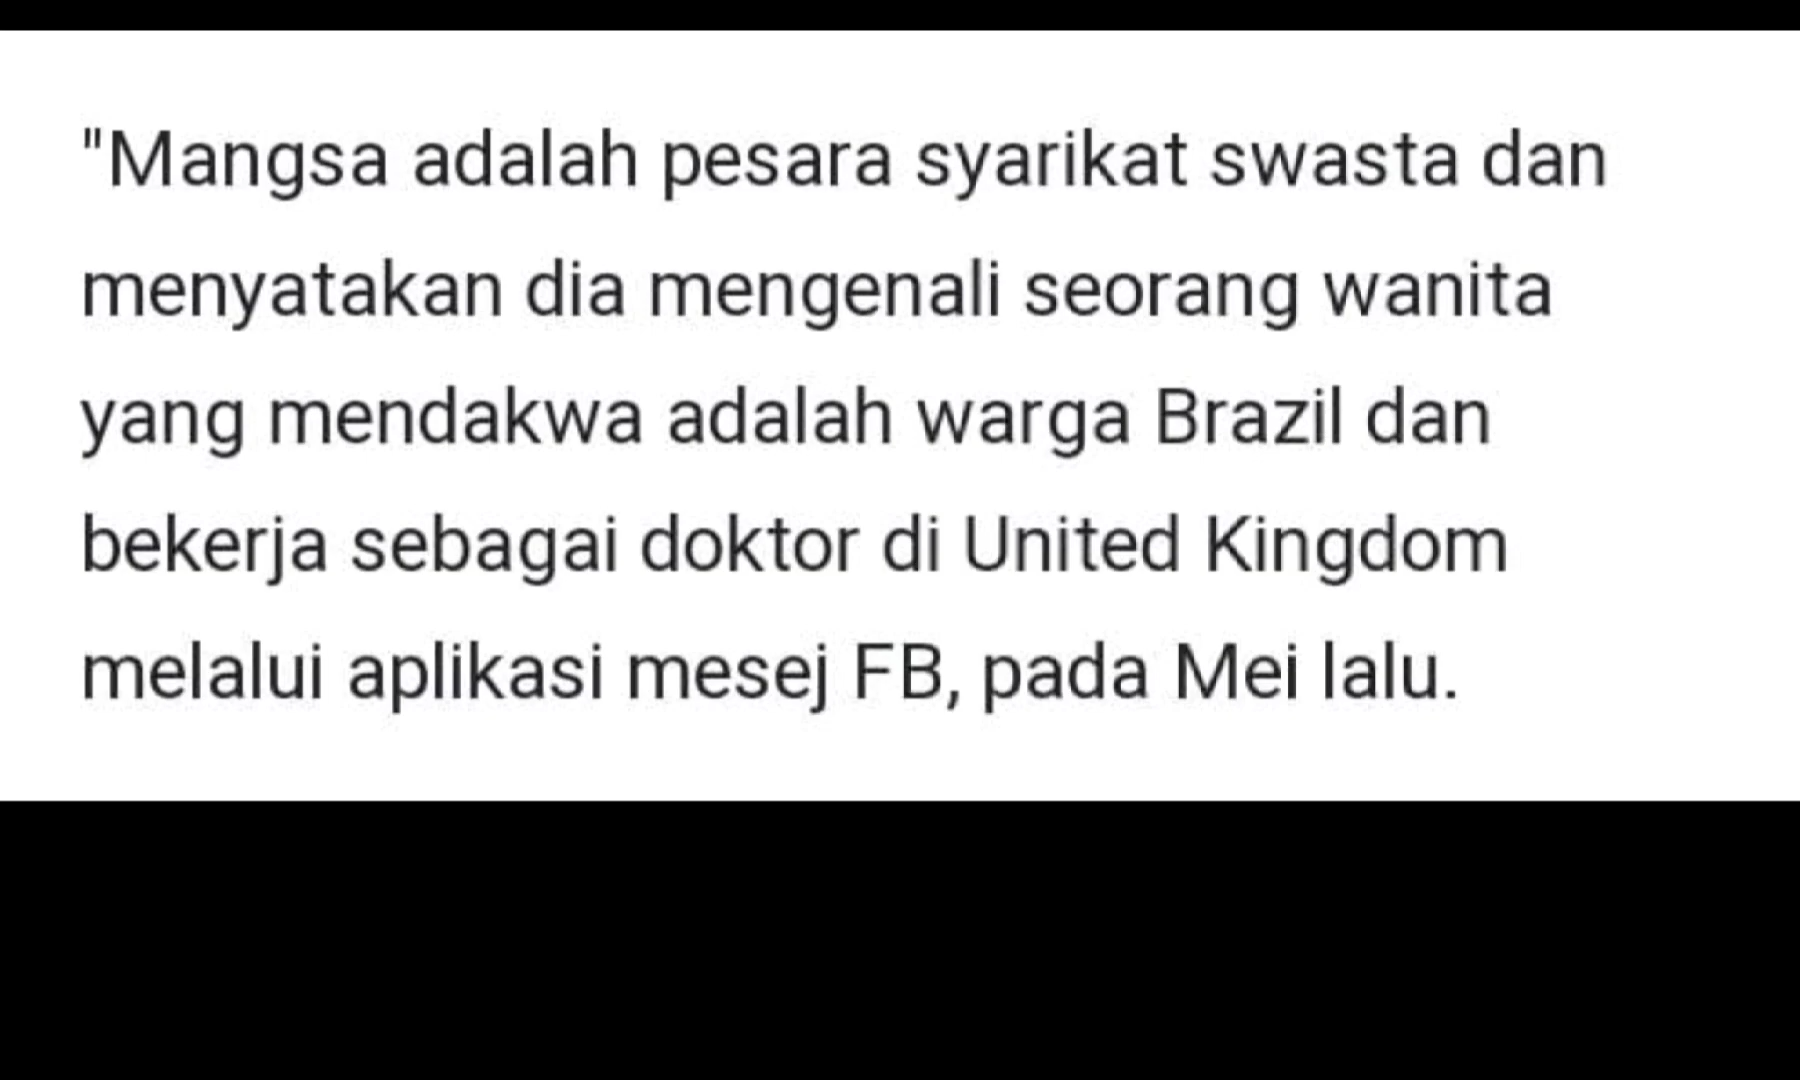 "Mangsa adalah pesara syarikat swasta dan
menyatakan dia mengenali seorang wanita
yang mendakwa adalah warga Brazil dan
bekerja sebagai doktor di United Kingdom
melalui aplikasi mesej FB, pada Mei lalu.